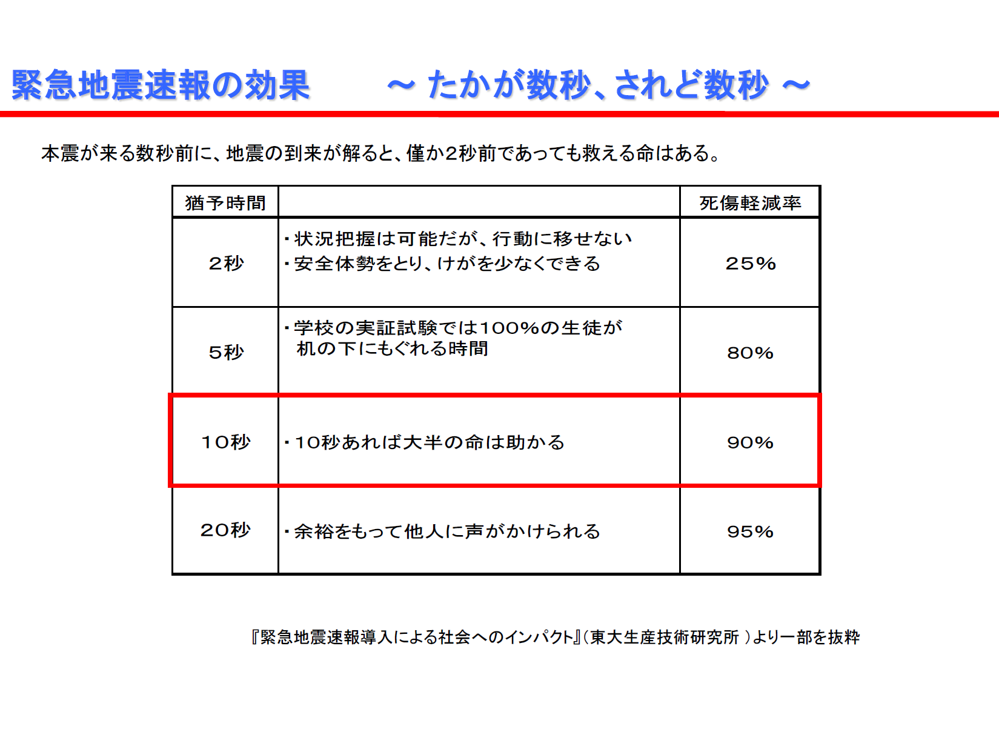 緊急地震速報の効果　　～ たかが数秒、されど数秒 ～
本震が来る数秒前に、地震の到来が解ると、僅か2秒前であっても救える命はある。
猶予時間　死傷軽減率
・状況把握は可能だが、行動に移せない
2秒　・安全体勢をとり、けがを少なくできる　25%
・学校の実証試験では100%の生徒が
机の下にもぐれる時間
5秒　80%
10秒　・10秒あれば大半の命は助かる　90%
20秒　・余裕をもって他人に声がかけられる　95%
『緊急地震速報導入による社会へのインパクト』（東大生産技術研究所 ）より一部を抜粋